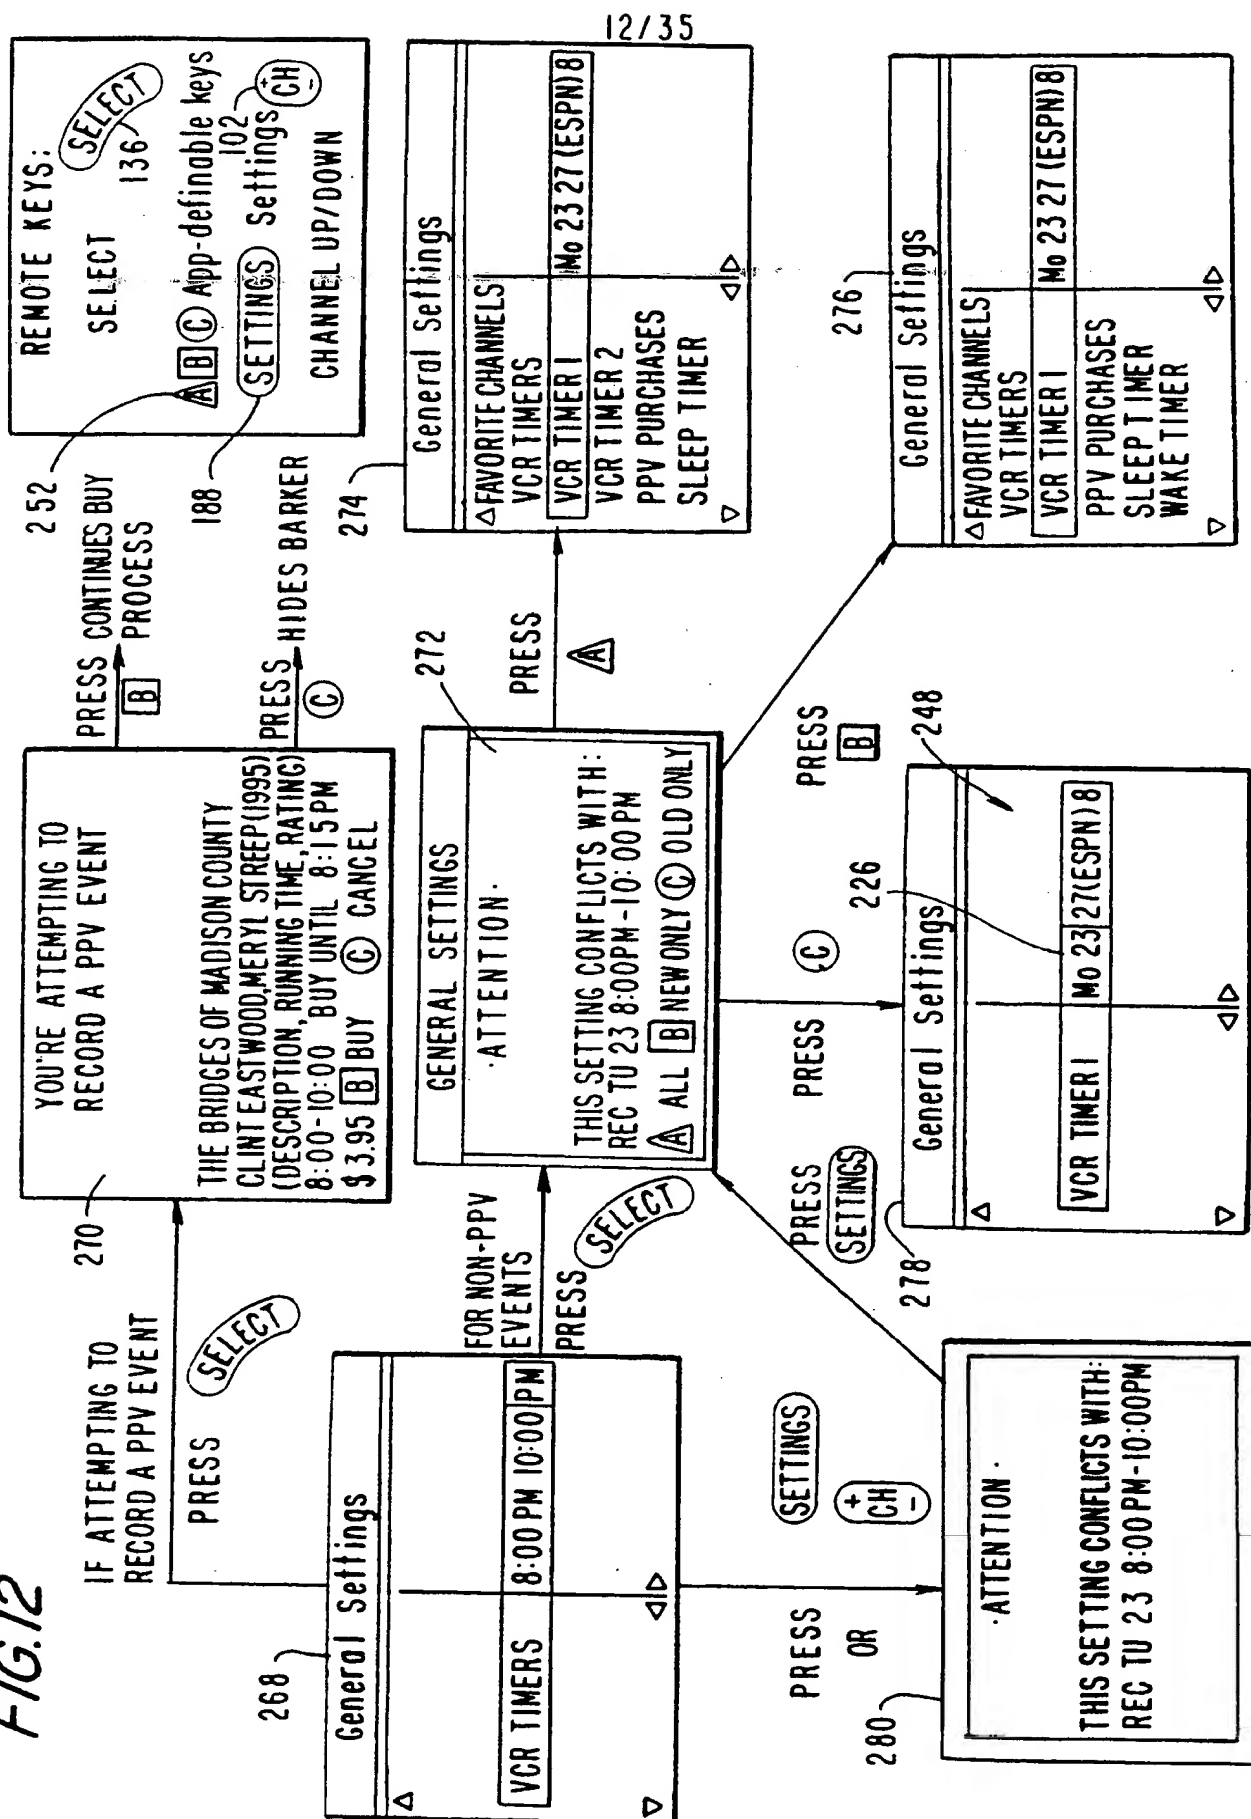 12/35
FIG.12
IF ATTEMPTING TO
RECORD A PPV EVENT
PRESS
SELECT
270
YOU'RE ATTEMPTING TO
RECORD A PPV EVENT
THE BRIDGES OF MADISON COUNTY
CLINT EASTWOOD, MERYL STREEP (1995)
(DESCRIPTION, RUNNING TIME, RATING)
8:00-10:00 BUY UNTIL 8:15PM
$ 3.95 B BUY C CANCEL
PRESS
B
CONTINUES BUY
PROCESS
PRESS
C
HIDES BARKER
REMOTE KEYS:
SELECT
SELECT
136
252
A B C App-definable keys
102
188
SETTINGS Settings
+
CH
-
CHANNEL UP/DOWN
268
General Settings
VCR TIMERS 8:00 PM 10:00 PM
FOR NON-PPV
EVENTS
PRESS
SELECT
272
GENERAL SETTINGS
·ATTENTION·
THIS SETTING CONFLICTS WITH:
REC TU 23 8:00PM-10:00 PM
A ALL B NEW ONLY C OLD ONLY
PRESS
A
274
General Settings
FAVORITE CHANNELS
VCR TIMERS
VCR TIMER 1 Mo 23 27 (ESPN) 8
VCR TIMER 2
PPV PURCHASES
SLEEP TIMER
PRESS
OR
SETTINGS
+
CH
-
280
·ATTENTION·
THIS SETTING CONFLICTS WITH:
REC TU 23 8:00 PM-10:00PM
PRESS
SETTINGS
PRESS
C
278
General Settings
226
248
VCR TIMER 1 Mo 23 27(ESPN) 8
PRESS
B
276
General Settings
FAVORITE CHANNELS
VCR TIMERS
VCR TIMER 1 Mo 23 27 (ESPN) 8
PPV PURCHASES
SLEEP TIMER
WAKE TIMER